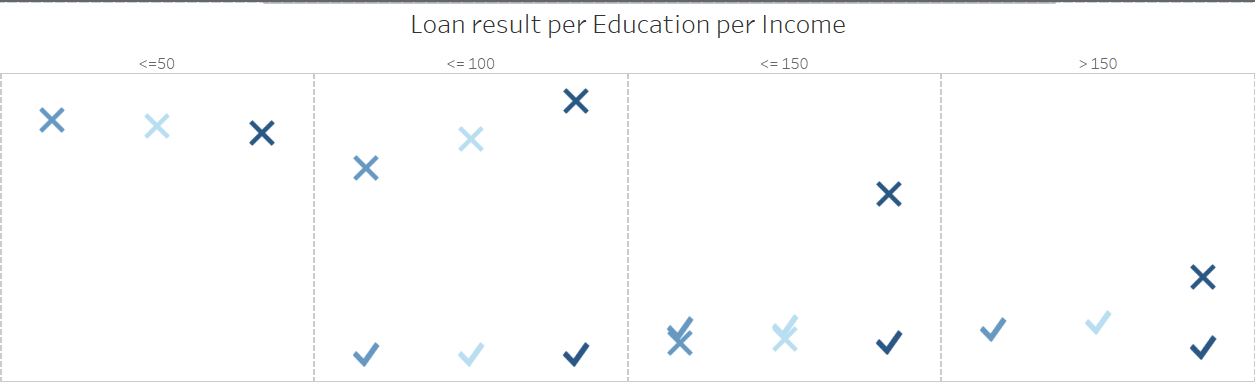 Loan result per Education per Income
<=50
<= 100
<= 150
> 150